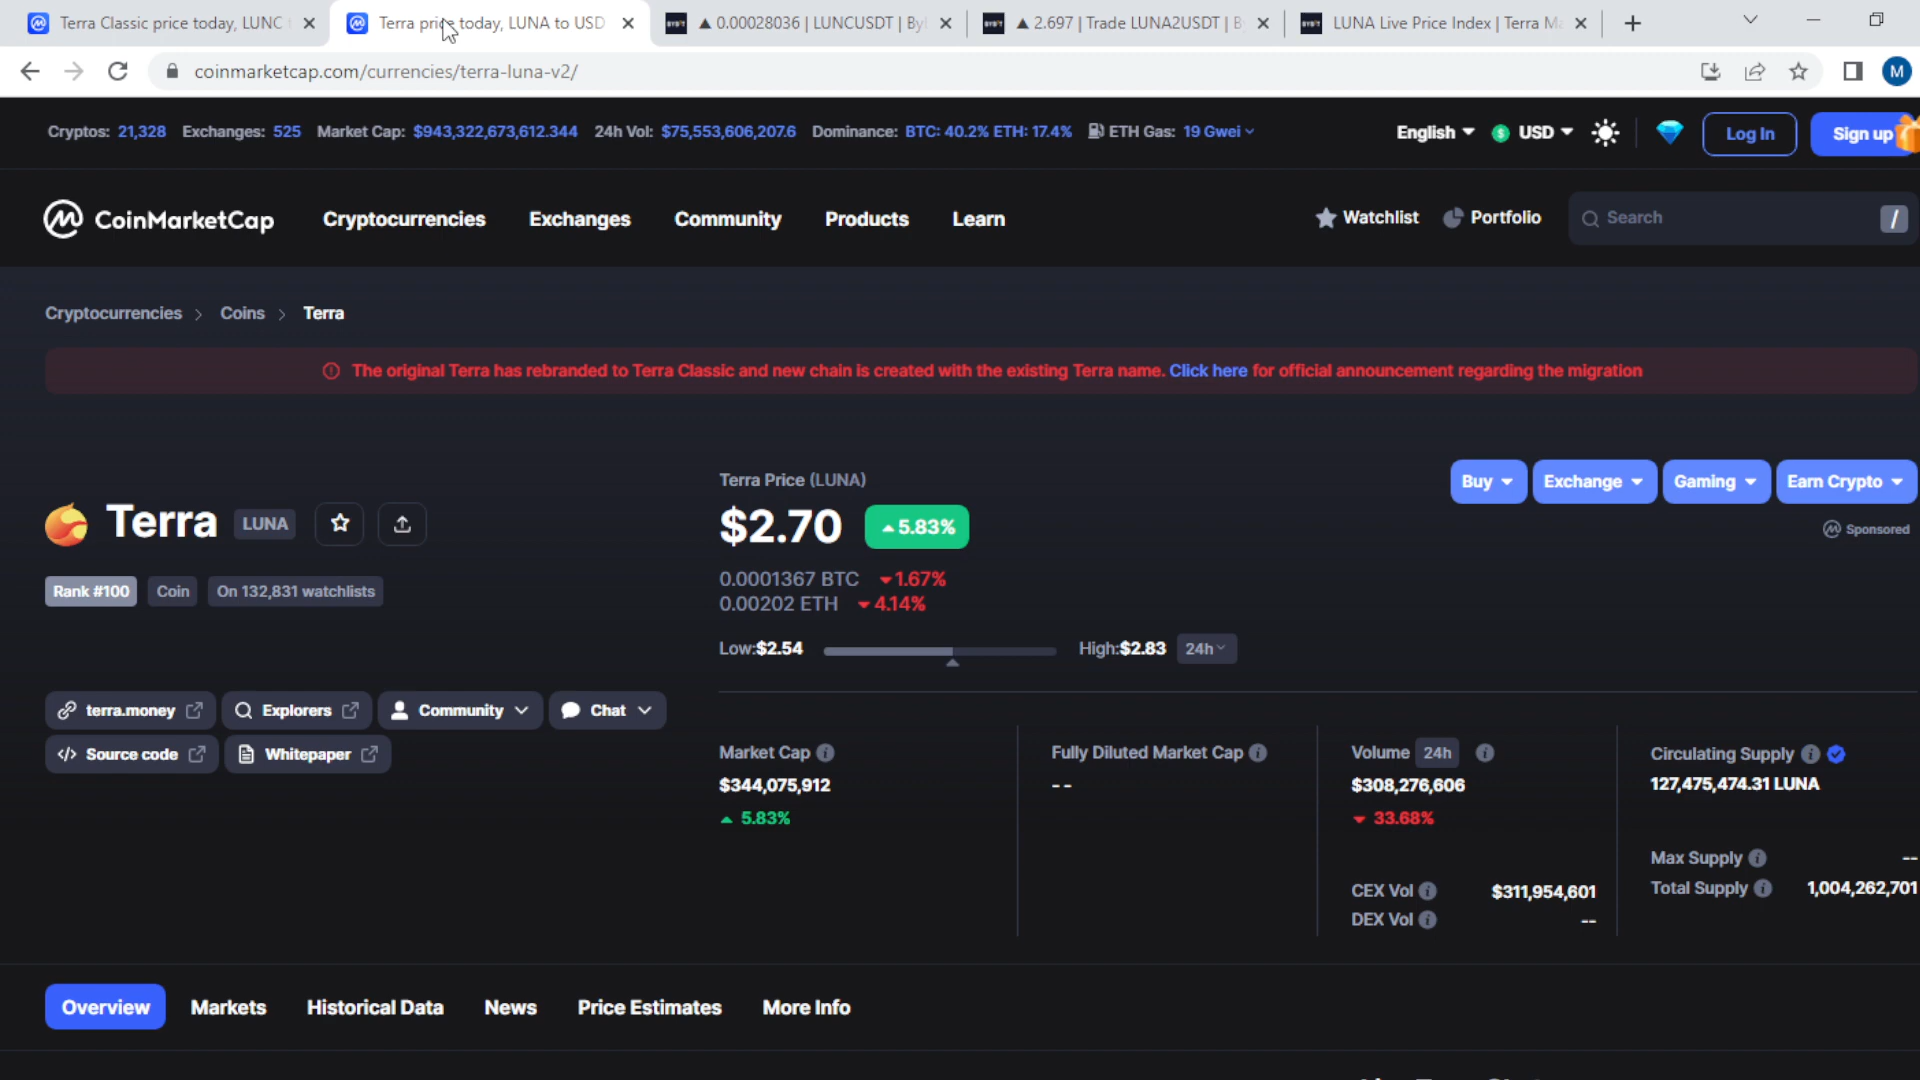 Terra Classic price today, LUNC
Terra price today, LUNA to USD
▲ 0.00028036 | LUNCUSDT | Byb
▲ 2.697 | Trade LUNA2USDT | B
LUNA Live Price Index | Terra Ma
coinmarketcap.com/currencies/terra-luna-v2/
M
Cryptos: 21,328 Exchanges: 525 Market Cap: $943,322,673,612.344 24h Vol: $75,553,606,207.6 Dominance: BTC: 40.2% ETH: 17.4% ETH Gas: 19 Gwei
English
USD
Log In
Sign up
CoinMarketCap
Cryptocurrencies
Exchanges
Community
Products
Learn
Watchlist
Portfolio
Search
/
Cryptocurrencies > Coins > Terra
The original Terra has rebranded to Terra Classic and new chain is created with the existing Terra name. Click here for official announcement regarding the migration
Terra LUNA
Rank #100
Coin
On 132,831 watchlists
terra.money
Explorers
Community
Chat
Source code
Whitepaper
Terra Price (LUNA)
$2.70 5.83%
0.0001367 BTC 1.67%
0.00202 ETH 4.14%
Low:$2.54
High:$2.83
24h
Buy
Exchange
Gaming
Earn Crypto
Sponsored
Market Cap
$344,075,912
5.83%
Fully Diluted Market Cap
- -
Volume 24h
$308,276,606
33.68%
CEX Vol $311,954,601
DEX Vol --
Circulating Supply
127,475,474.31 LUNA
Max Supply --
Total Supply 1,004,262,701
Overview
Markets
Historical Data
News
Price Estimates
More Info